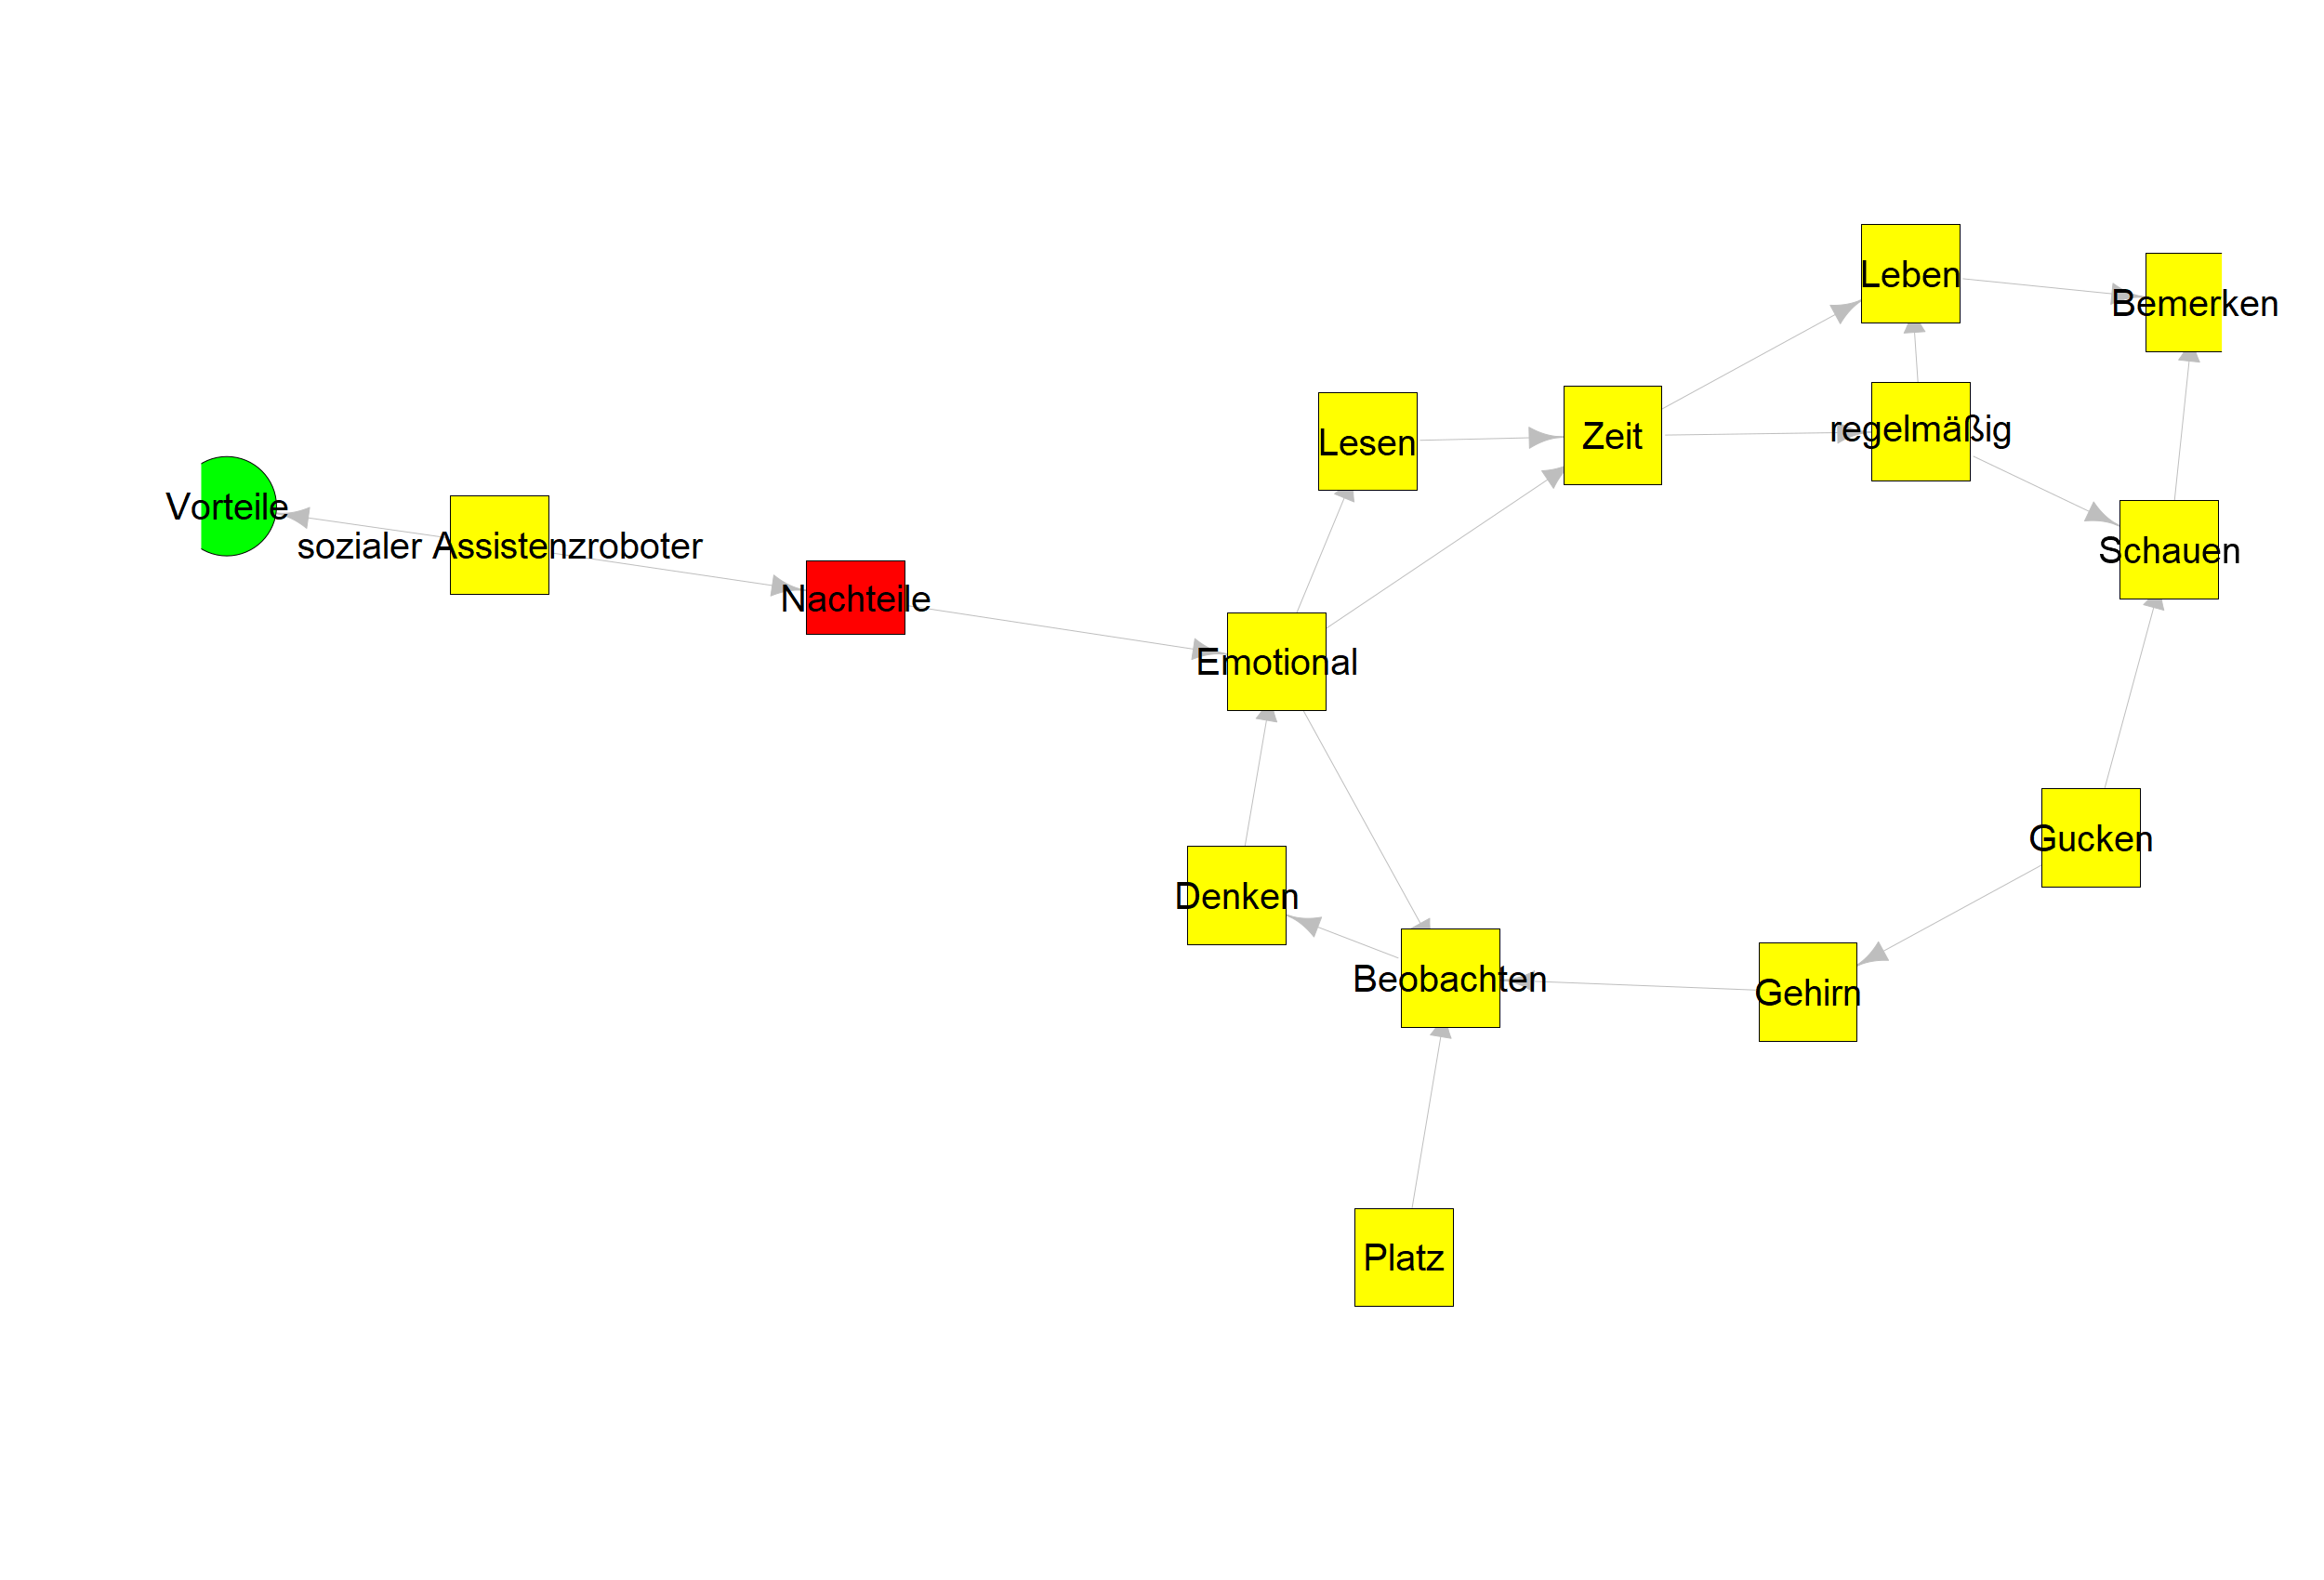 Leben
Bemerken
regelmäßig
Zeit
Lesen
Vorteile
sozialer Assistenzroboter
Schauen
Nachteile
Emotional
Gucken
Denken
Beobachten
Gehirn
Platz